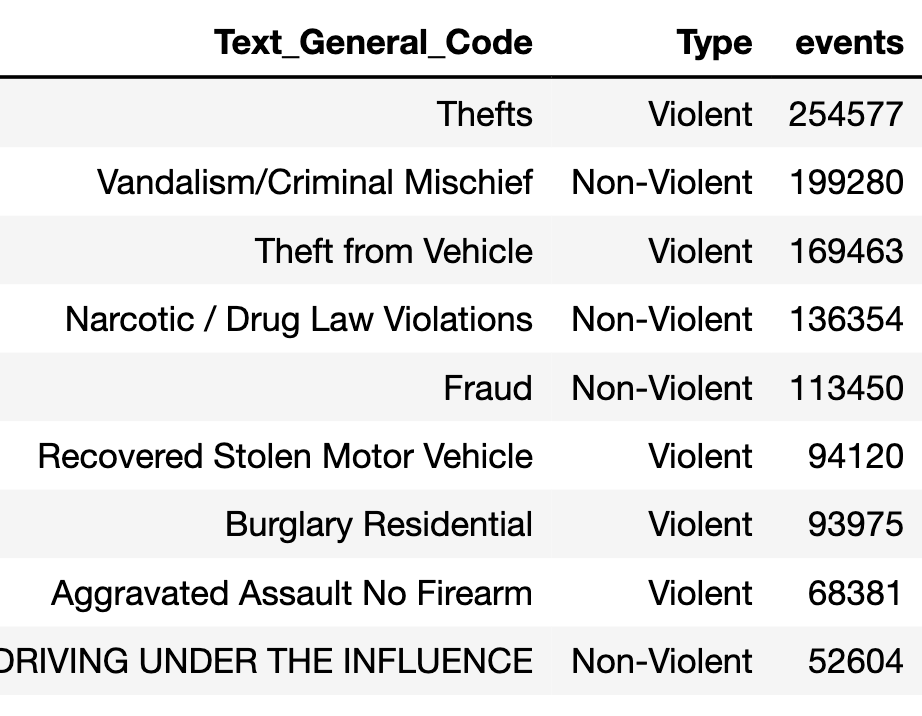 Text_General_Code Type events
Thefts Violent 254577
Vandalism/Criminal Mischief Non-Violent 199280
Theft from Vehicle Violent 169463
Narcotic / Drug Law Violations Non-Violent 136354
Fraud Non-Violent 113450
Recovered Stolen Motor Vehicle Violent 94120
Burglary Residential Violent 93975
Aggravated Assault No Firearm Violent 68381
DRIVING UNDER THE INFLUENCE Non-Violent 52604